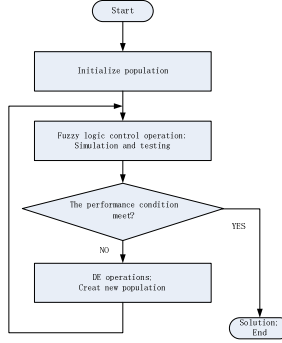 Start
Initialize population
Fuzzy logic control operation:
Simulation and testing
The performance condition
meet?
YES
NO
DE operations;
Creat new population
Solution:
End